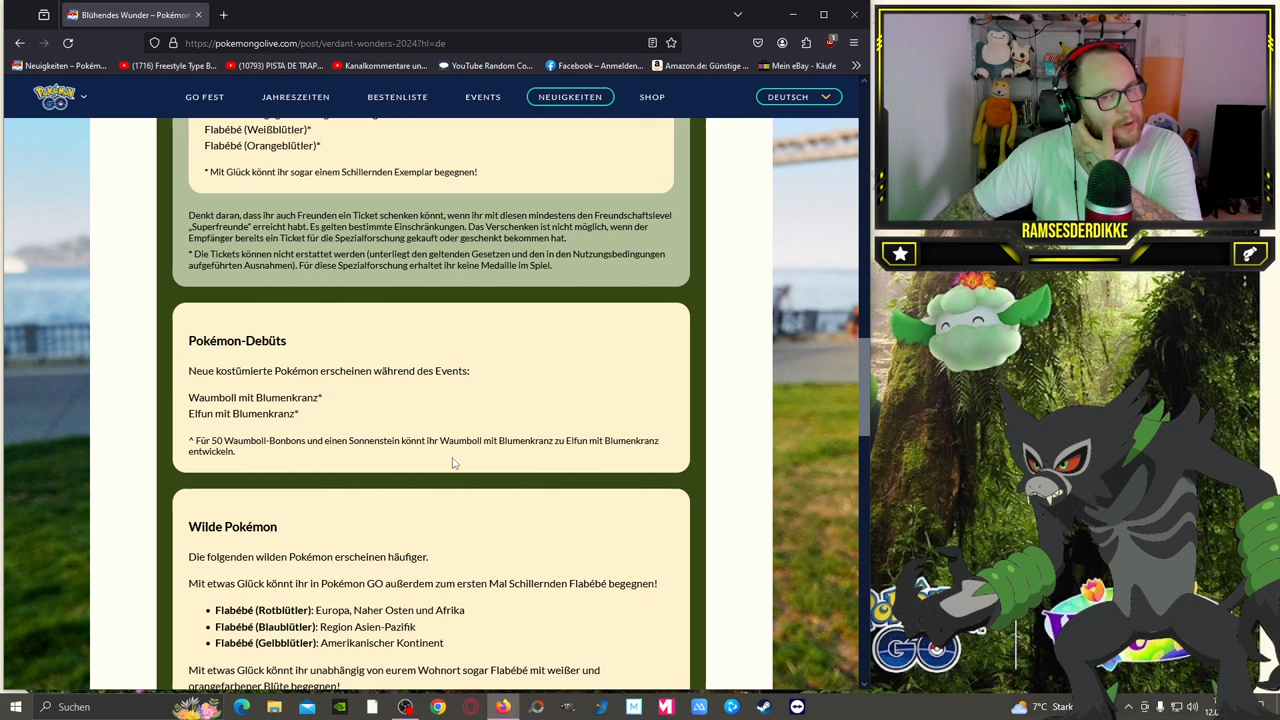 Blühendes Wunder – Pokémon
https://pokemongolive.com/post/verdant-wonders-2024?hl=de
1
Neuigkeiten – Pokém...
(1716) Freestyle Type B...
(10793) PISTA DE TRAP...
Kanalkommentare un...
YouTube Random Co...
Facebook – Anmelden...
Amazon.de: Günstige ...
Mein eBay - Käufe
POKÉMON GO
GO FEST
JAHRESZEITEN
BESTENLISTE
EVENTS
NEUIGKEITEN
SHOP
DEUTSCH
Flabébé (Weißblütler)*
Flabébé (Orangeblütler)*
* Mit Glück könnt ihr sogar einem Schillernden Exemplar begegnen!
Denkt daran, dass ihr auch Freunden ein Ticket schenken könnt, wenn ihr mit diesen mindestens den Freundschaftslevel
„Superfreunde“ erreicht habt. Es gelten bestimmte Einschränkungen. Das Verschenken ist nicht möglich, wenn der
Empfänger bereits ein Ticket für die Spezialforschung gekauft oder geschenkt bekommen hat.
* Die Tickets können nicht erstattet werden (unterliegt den geltenden Gesetzen und den in den Nutzungsbedingungen
aufgeführten Ausnahmen). Für diese Spezialforschung erhaltet ihr keine Medaille im Spiel.
Pokémon-Debüts
Neue kostümierte Pokémon erscheinen während des Events:
Waumboll mit Blumenkranz*
Elfun mit Blumenkranz*
^ Für 50 Waumboll-Bonbons und einen Sonnenstein könnt ihr Waumboll mit Blumenkranz zu Elfun mit Blumenkranz
entwickeln.
Wilde Pokémon
Die folgenden wilden Pokémon erscheinen häufiger.
Mit etwas Glück könnt ihr in Pokémon GO außerdem zum ersten Mal Schillernden Flabébé begegnen!
• Flabébé (Rotblütler): Europa, Naher Osten und Afrika
• Flabébé (Blaublütler): Region Asien-Pazifik
• Flabébé (Gelbblütler): Amerikanischer Kontinent
Mit etwas Glück könnt ihr unabhängig von eurem Wohnort sogar Flabébé mit weißer und
orangefarbener Blüte begegnen!
RAMSESDERDIKKE
GO
Suchen
7°C Stark